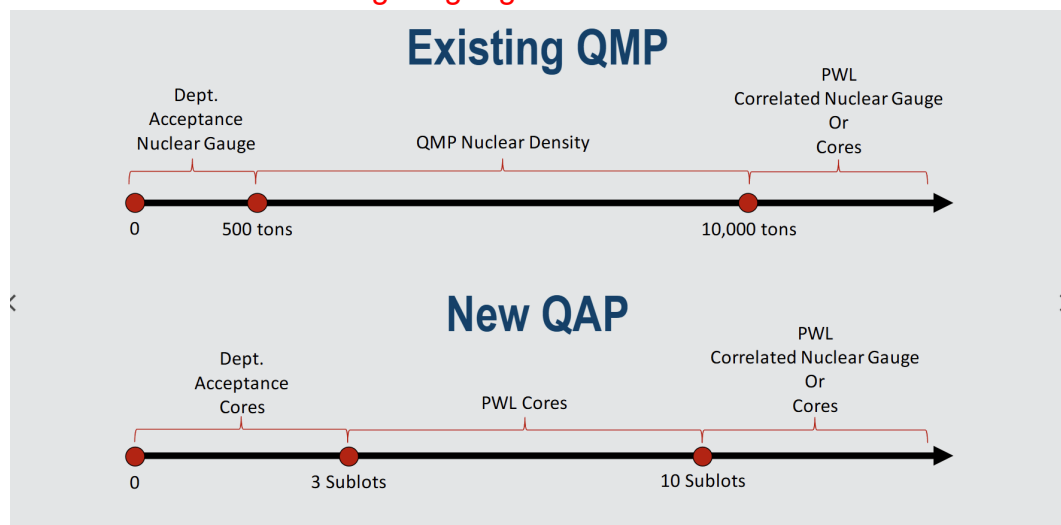 Existing QMP
Dept.
Acceptance
Nuclear Gauge
QMP Nuclear Density
PWL
Correlated Nuclear Gauge
Or
Cores
0
500 tons
10,000 tons
New QAP
Dept.
Acceptance
Cores
PWL Cores
PWL
Correlated Nuclear Gauge
Or
Cores
0
3 Sublots
10 Sublots